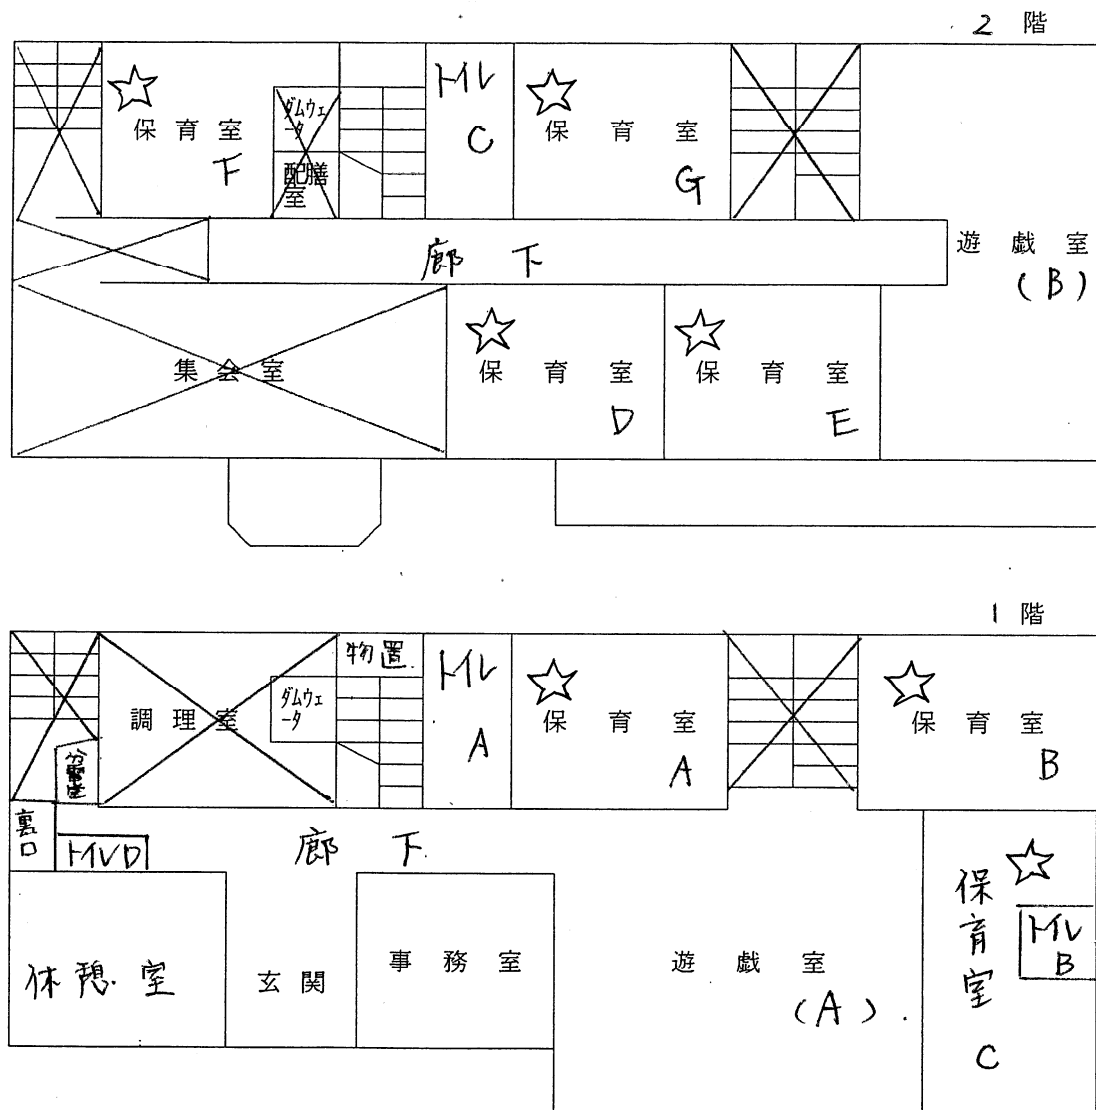 2 階
トイレ
ダムウェ
ータ
保 育 室
F
C
保 育 室
G
配膳
室
廊 下
遊 戯 室
(B)
集 会 室
保 育 室
D
保 育 室
E
1 階
物置
トイレ
A
調 理 室
ダムウェ
ータ
保 育 室
A
保 育 室
B
分電室
裏口
トイレD
廊 下
保育室
C
トイレ
B
休 憩 室
玄 関
事 務 室
遊 戯 室
(A)